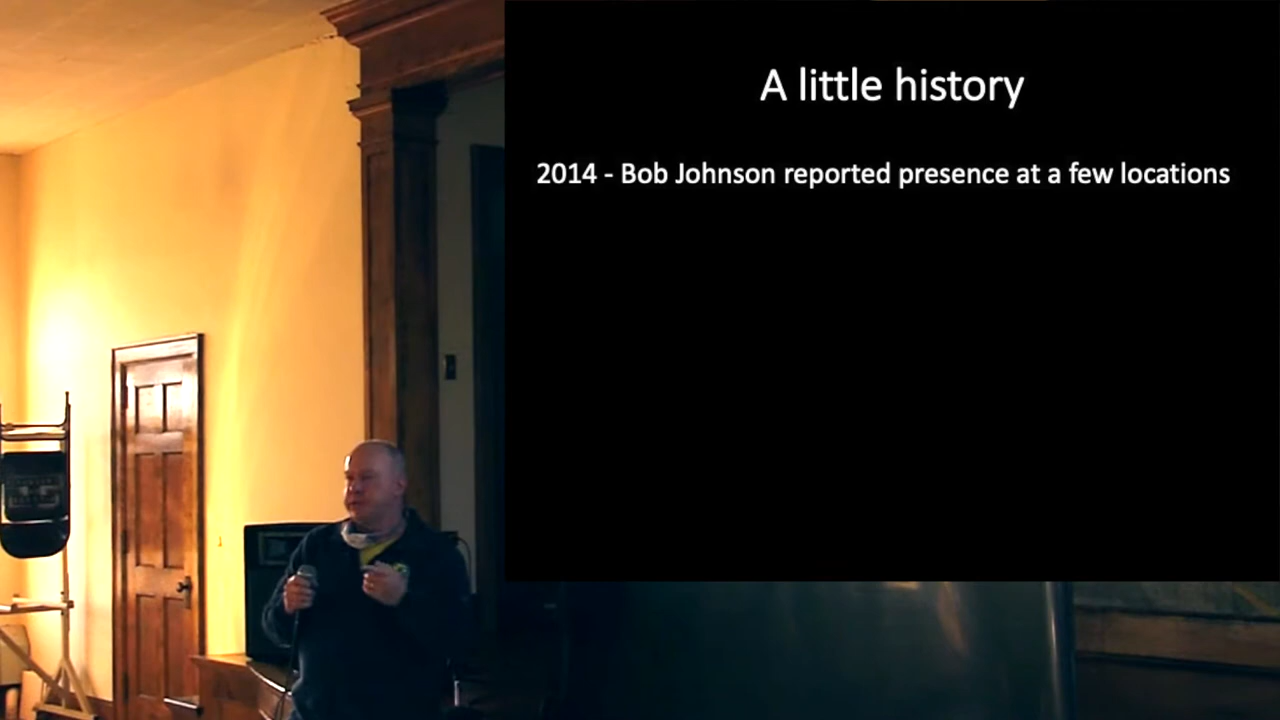 A little history
2014 - Bob Johnson reported presence at a few locations